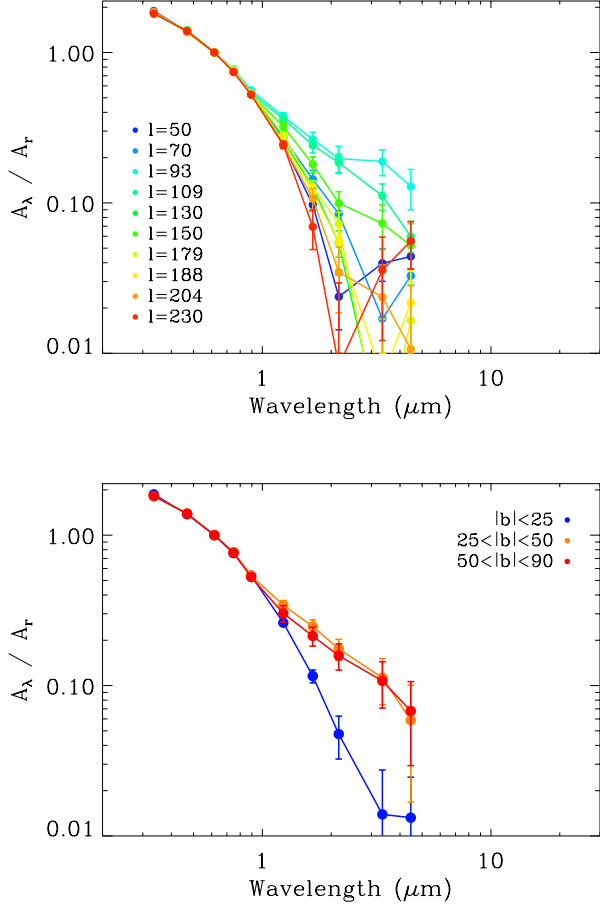 1.00
0.10
0.01
A_λ / A_r
l=50
l=70
l=93
l=109
l=130
l=150
l=179
l=188
l=204
l=230
1 10
Wavelength (μm)
1.00
0.10
0.01
A_λ / A_r
|b|<25
25<|b|<50
50<|b|<90
1 10
Wavelength (μm)